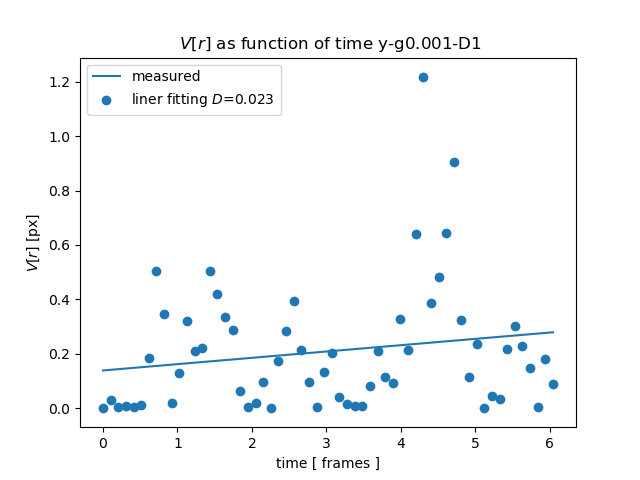 V[r] as function of time y-g0.001-D1
measured
liner fitting D=0.023
1.2
1.0
0.8
0.6
0.4
0.2
0.0
V[r] [px]
0 1 2 3 4 5 6
time [ frames ]